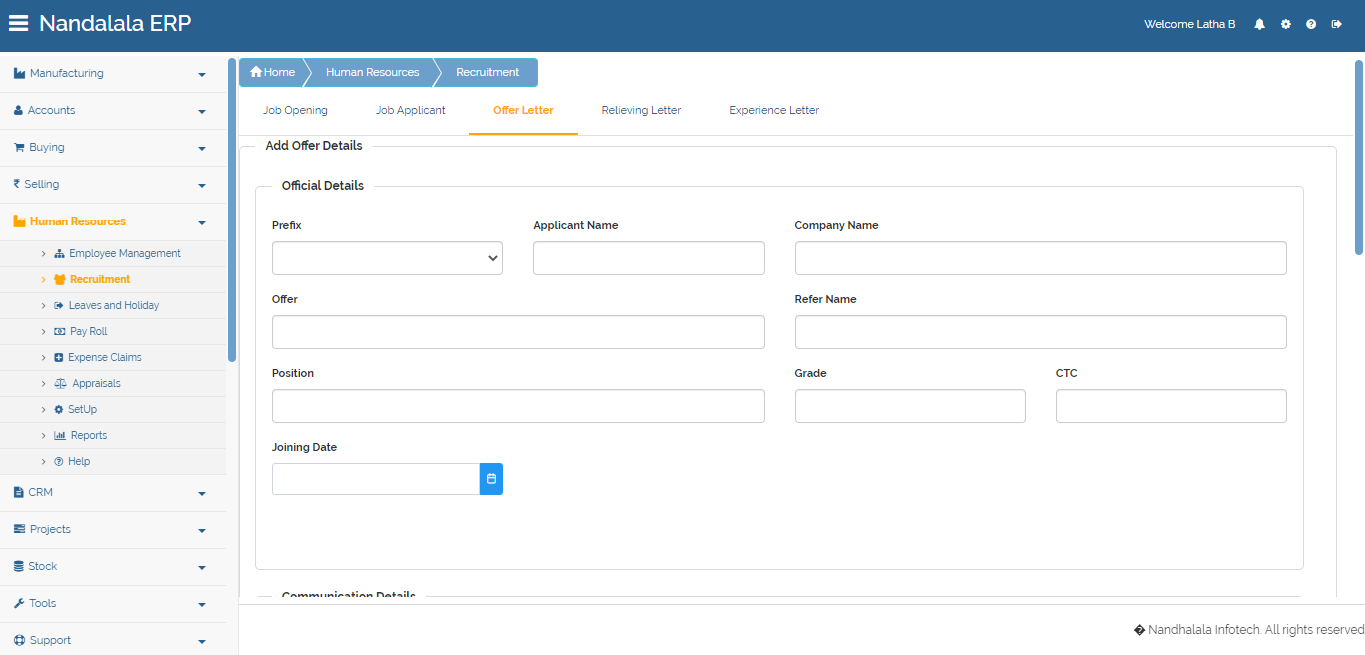 Nandalala ERP
Welcome Latha B
Manufacturing
Accounts
Buying
Selling
Human Resources
Employee Management
Recruitment
Leaves and Holiday
Pay Roll
Expense Claims
Appraisals
SetUp
Reports
Help
CRM
Projects
Stock
Tools
Support
Home Human Resources Recruitment
Job Opening Job Applicant Offer Letter Relieving Letter Experience Letter
Add Offer Details
Official Details
Prefix Applicant Name Company Name
Offer Refer Name
Position Grade CTC
Joining Date
Communication Details
� Nandhalala Infotech. All rights reserved